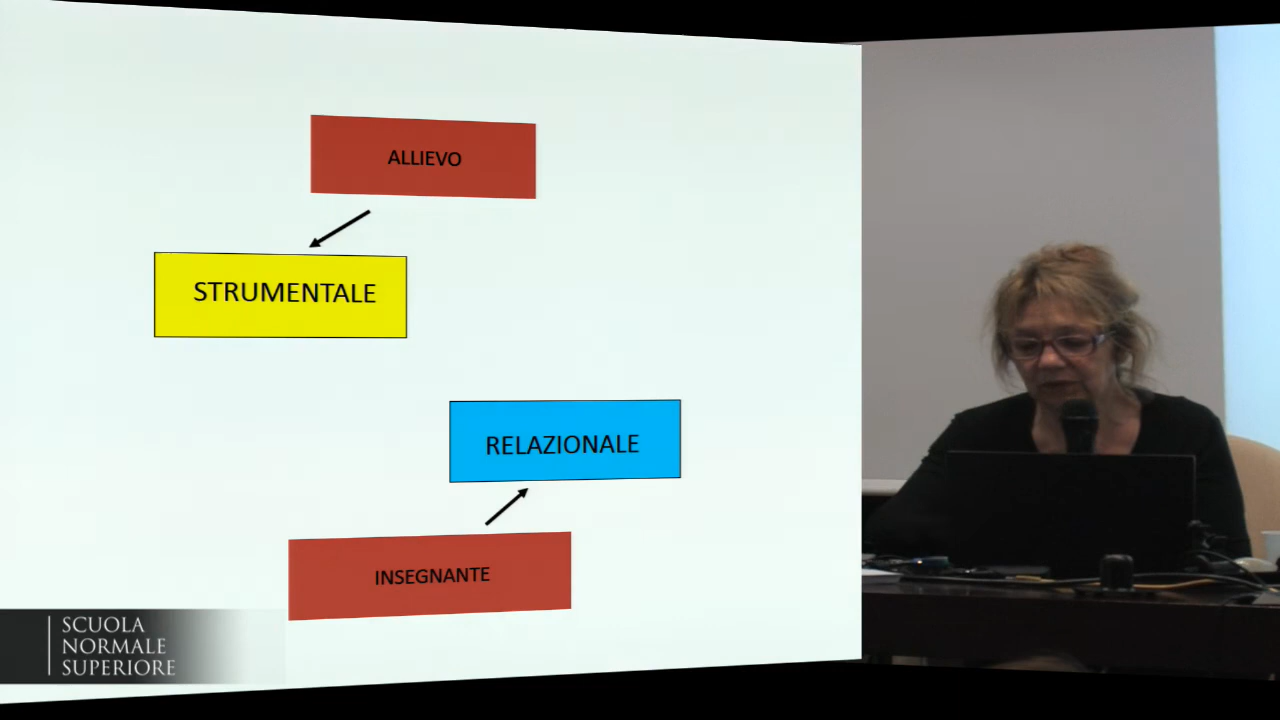 ALLIEVO
STRUMENTALE
RELAZIONALE
INSEGNANTE
SCUOLA
NORMALE
SUPERIORE